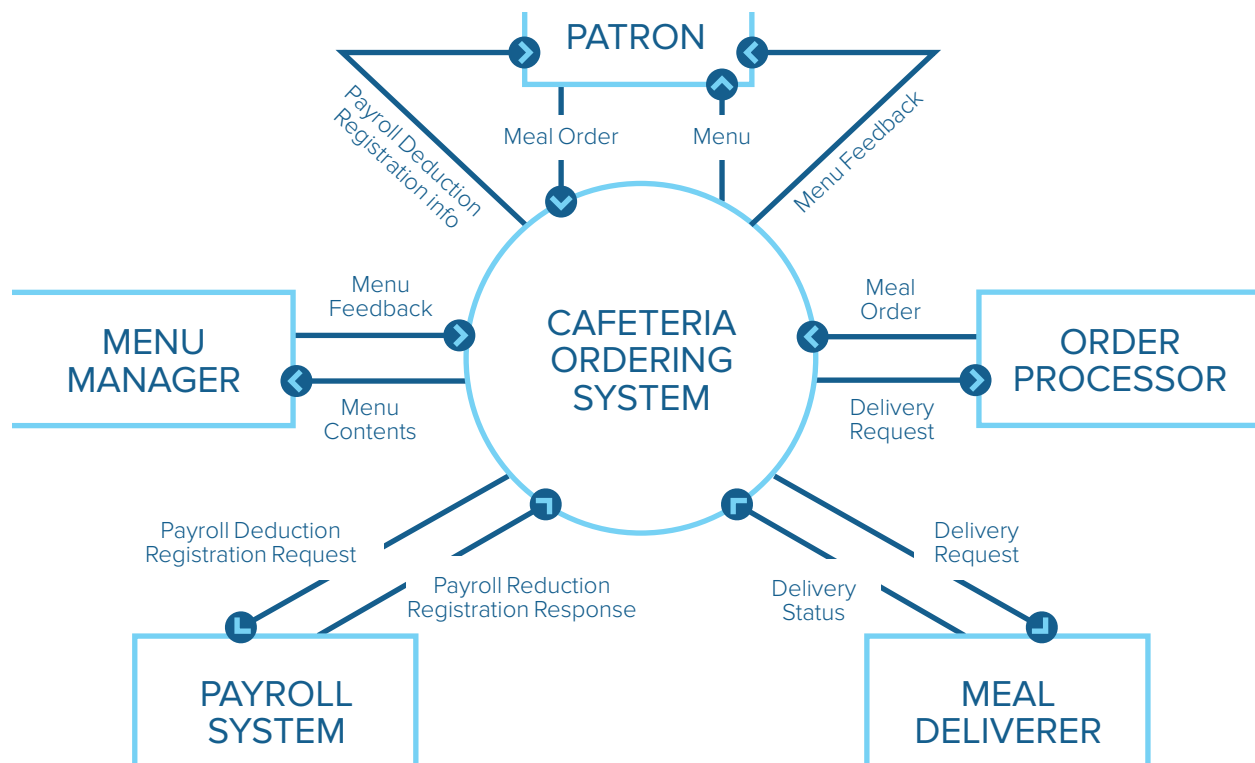 PATRON
Payroll Deduction
Registration info
Meal Order
Menu
Menu Feedback
Menu
Feedback
Meal
Order
MENU
MANAGER
CAFETERIA
ORDERING
SYSTEM
ORDER
PROCESSOR
Menu
Contents
Delivery
Request
Payroll Deduction
Registration Request
Delivery
Request
Payroll Reduction
Registration Response
Delivery
Status
PAYROLL
SYSTEM
MEAL
DELIVERER